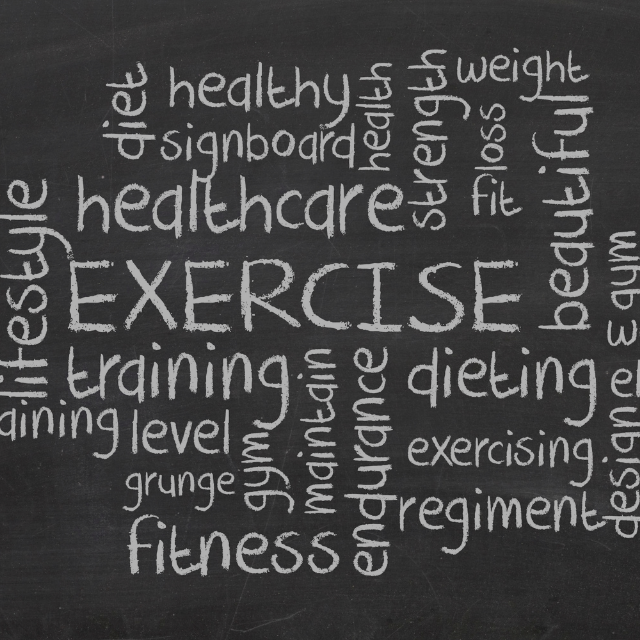 diet
healthy
health
strength
weight
signboard
loss
beautiful
healthcare
fit
lifestyle
EXERCISE
gym
training
maintain
endurance
dieting
aining
level
gym
exercising
designe
grunge
regiment
fitness